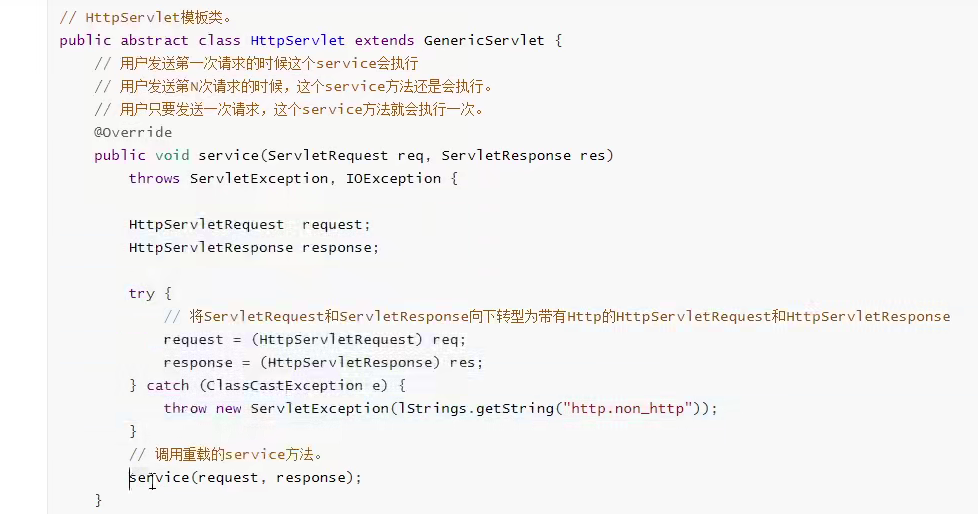 // HttpServlet模板类。
public abstract class HttpServlet extends GenericServlet {
// 用户发送第一次请求的时候这个service会执行
// 用户发送第N次请求的时候，这个service方法还是会执行。
// 用户只要发送一次请求，这个service方法就会执行一次。
@Override
public void service(ServletRequest req, ServletResponse res)
throws ServletException, IOException {
HttpServletRequest  request;
HttpServletResponse response;
try {
// 将ServletRequest和ServletResponse向下转型为带有Http的HttpServletRequest和HttpServletResponse
request = (HttpServletRequest) req;
response = (HttpServletResponse) res;
} catch (ClassCastException e) {
throw new ServletException(lStrings.getString("http.non_http"));
}
// 调用重载的service方法。
service(request, response);
}